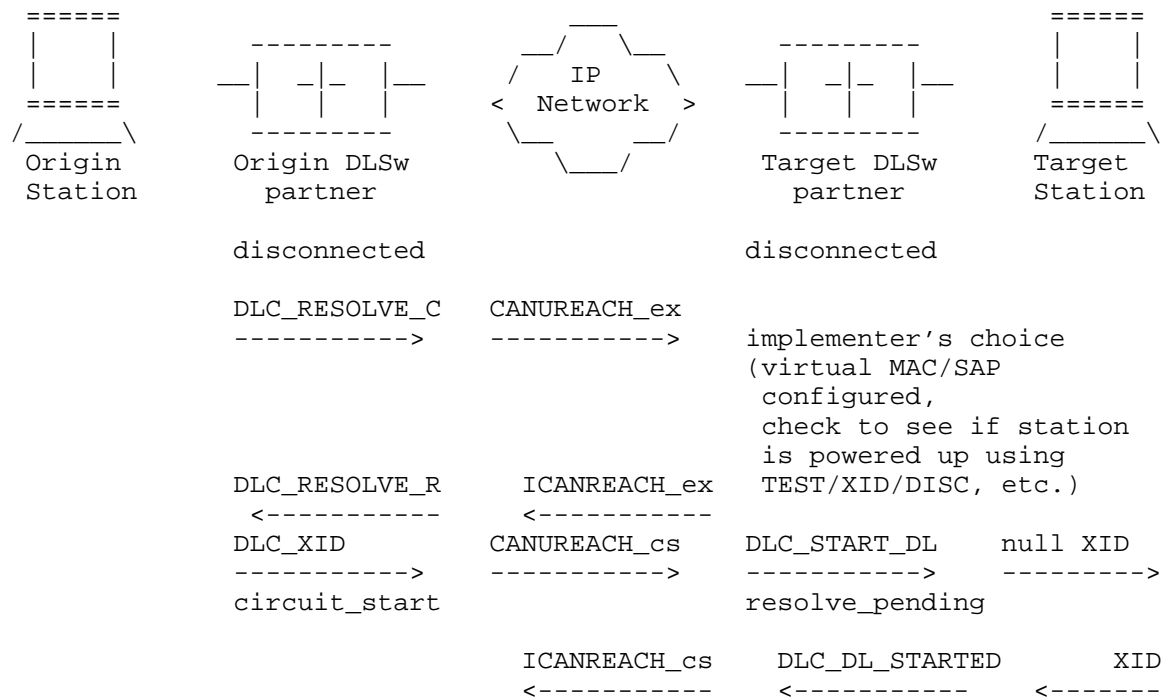 IP
Network
Origin Origin DLSw Target DLSw Target
Station partner partner Station
disconnected disconnected
DLC_RESOLVE_C CANUREACH_ex
implementer's choice
(virtual MAC/SAP
configured,
check to see if station
is powered up using
DLC_RESOLVE_R ICANREACH_ex TEST/XID/DISC, etc.)
DLC_XID CANUREACH_cs DLC_START_DL null XID
circuit_start resolve_pending
ICANREACH_cs DLC_DL_STARTED XID